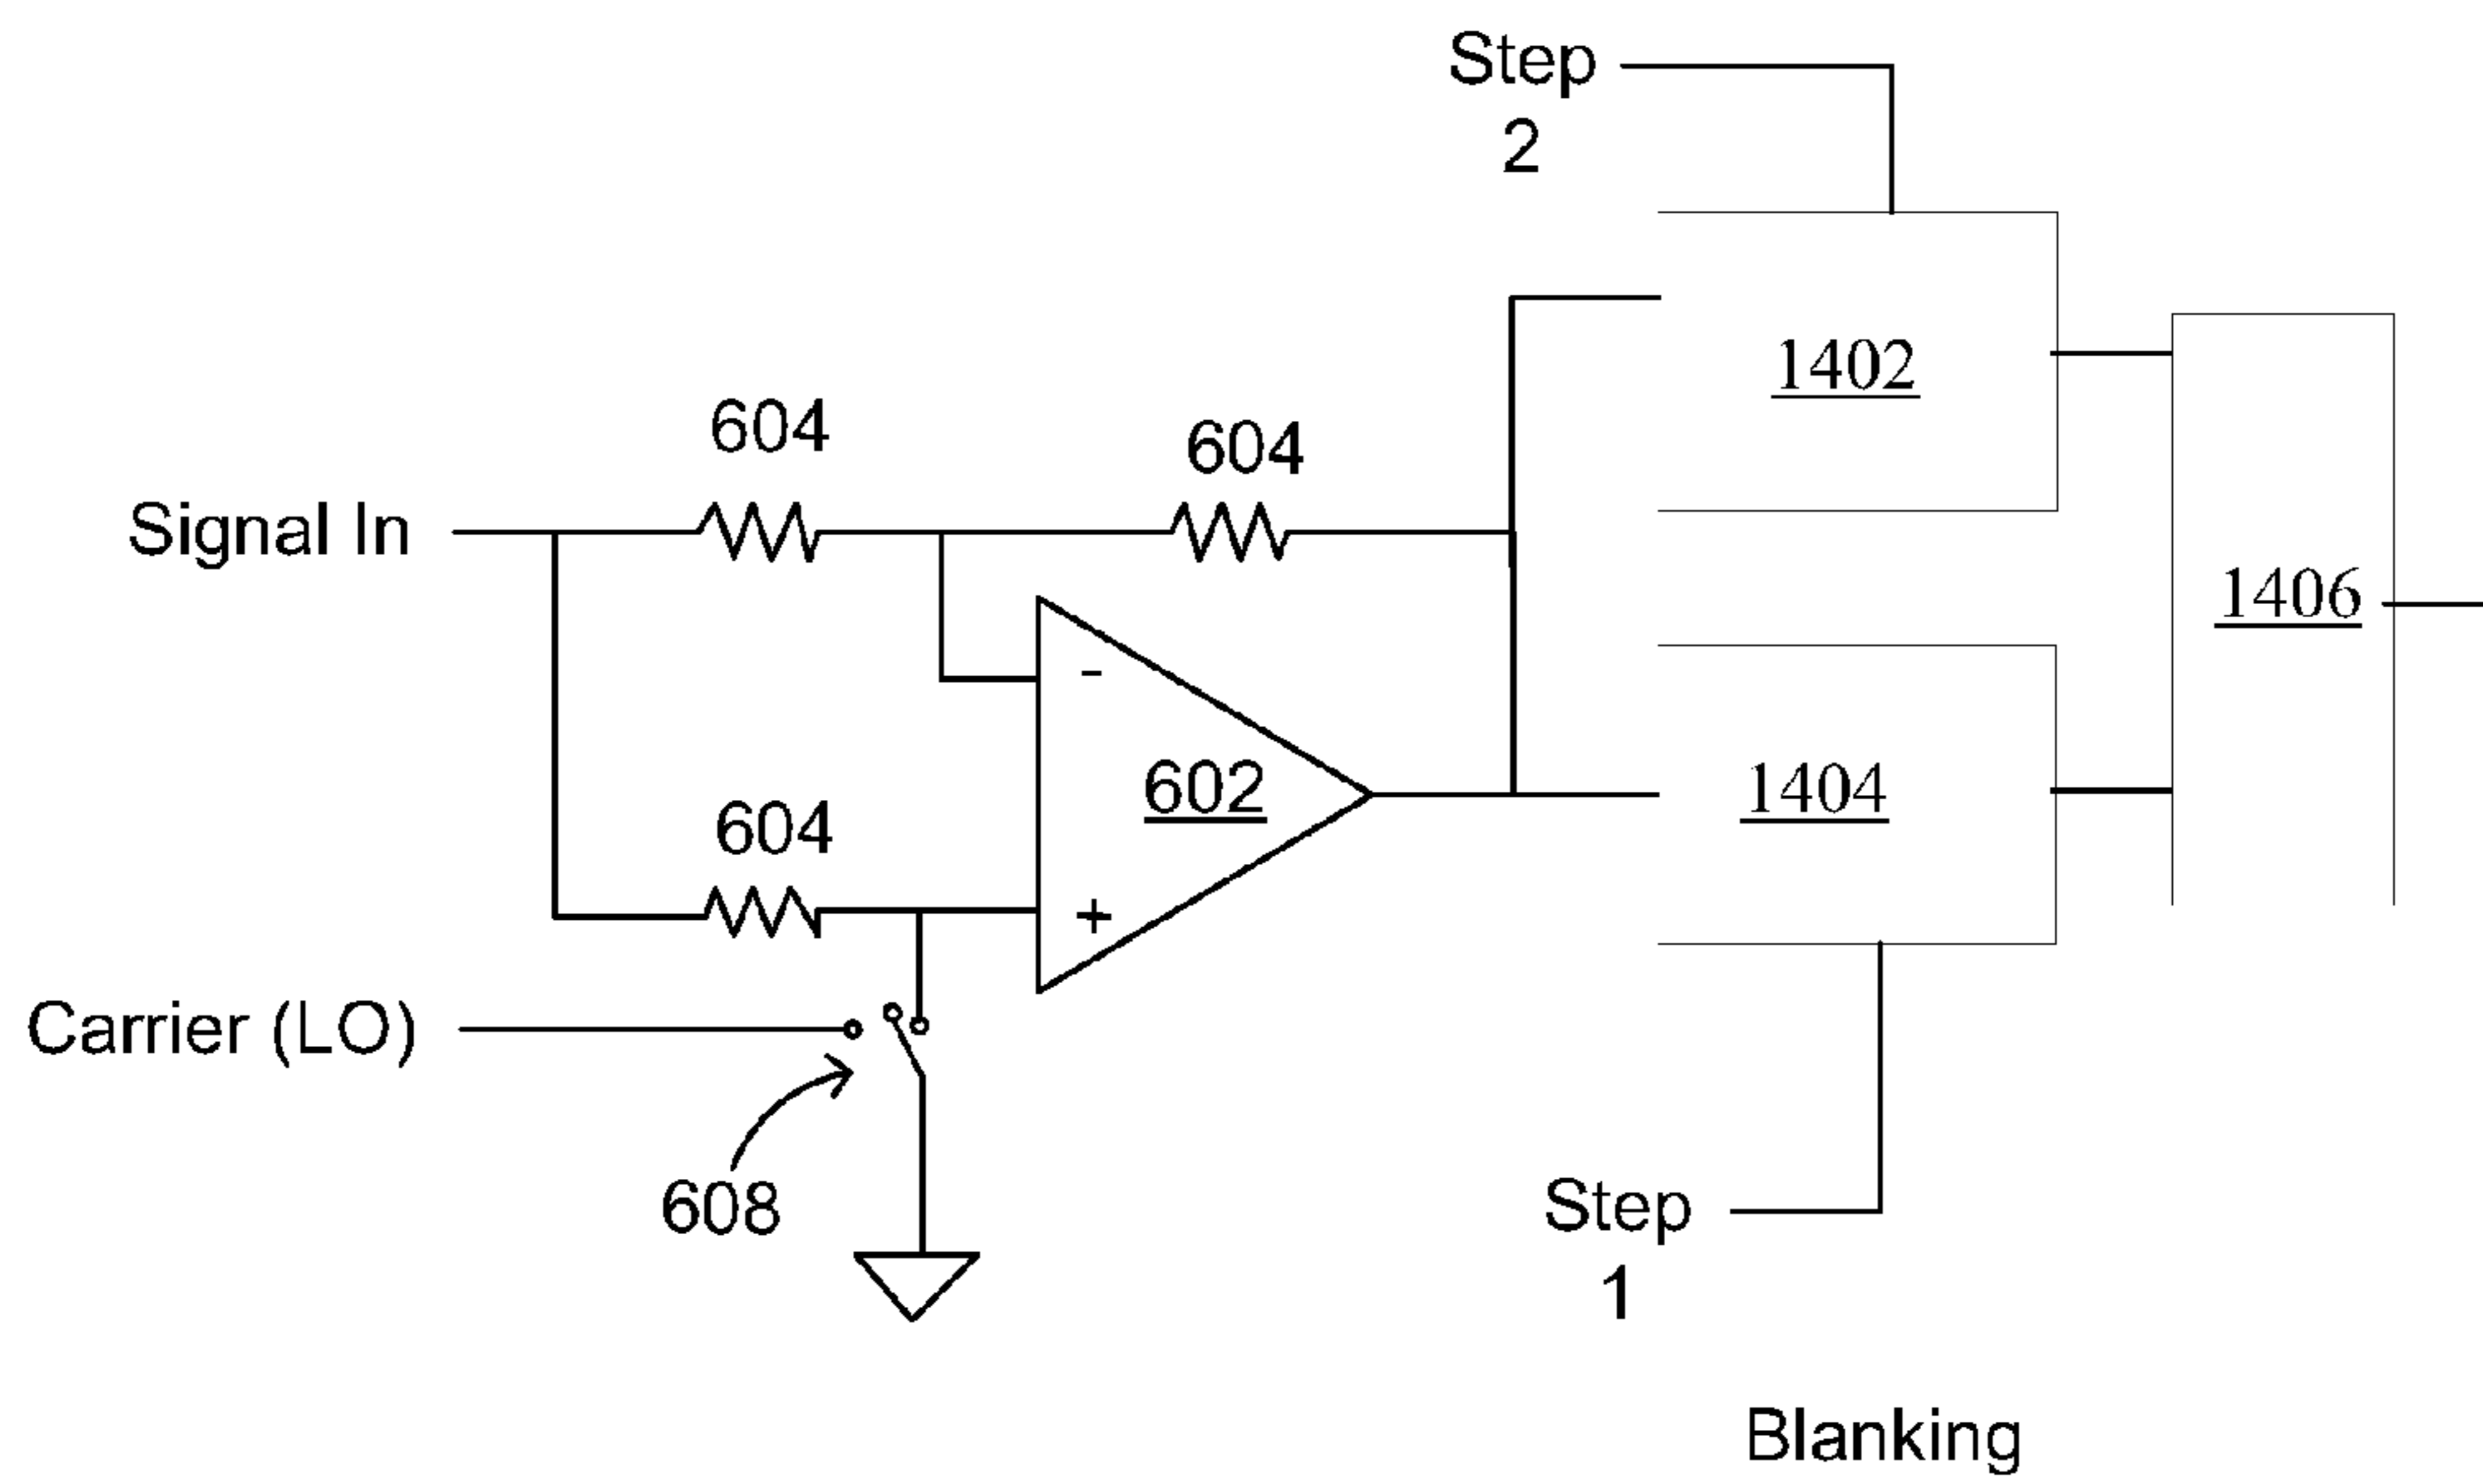 Step
2
1402
604
604
Signal In
1406
602
-
1404
604
+
Carrier (LO)
608
Step
1
Blanking